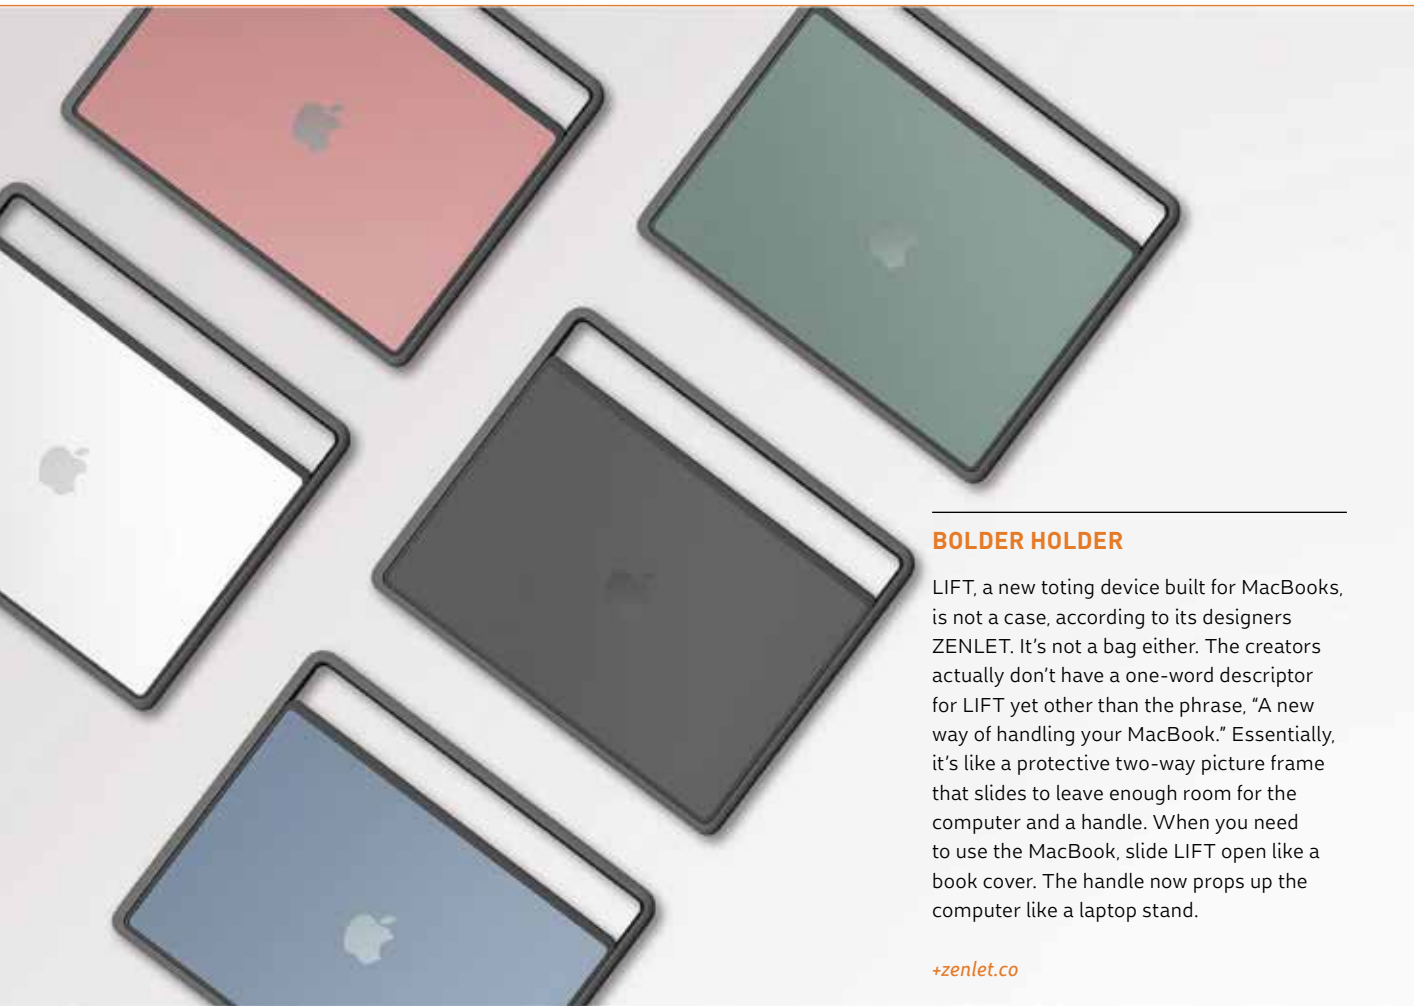 BOLDER HOLDER
LIFT, a new toting device built for MacBooks,
is not a case, according to its designers
ZENLET. It’s not a bag either. The creators
actually don’t have a one-word descriptor
for LIFT yet other than the phrase, “A new
way of handling your MacBook.” Essentially,
it’s like a protective two-way picture frame
that slides to leave enough room for the
computer and a handle. When you need
to use the MacBook, slide LIFT open like a
book cover. The handle now props up the
computer like a laptop stand.
+zenlet.co